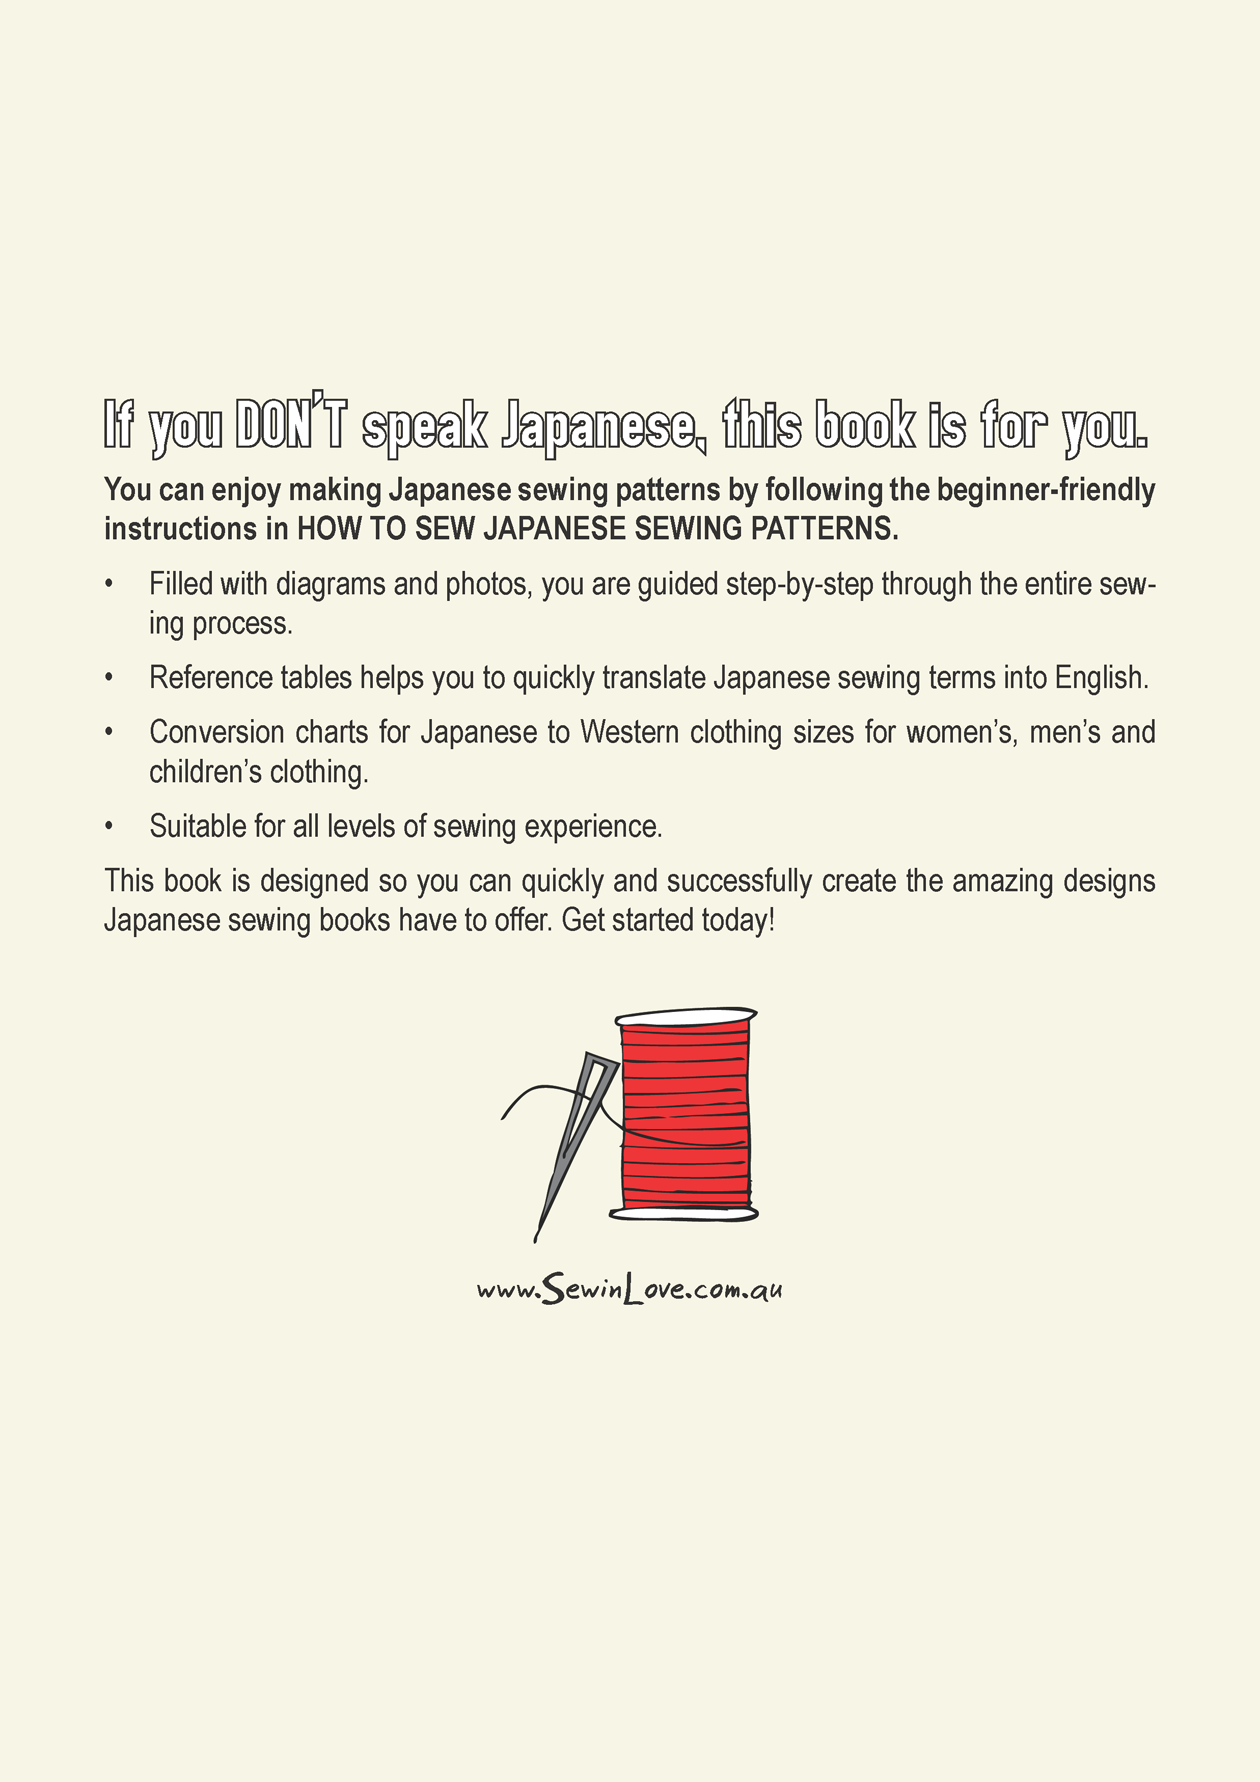 If you DON'T speak Japanese, this book is for you.
You can enjoy making Japanese sewing patterns by following the beginner-friendly
instructions in HOW TO SEW JAPANESE SEWING PATTERNS.
• Filled with diagrams and photos, you are guided step-by-step through the entire sew-
ing process.
• Reference tables helps you to quickly translate Japanese sewing terms into English.
• Conversion charts for Japanese to Western clothing sizes for women’s, men’s and
children’s clothing.
• Suitable for all levels of sewing experience.
This book is designed so you can quickly and successfully create the amazing designs
Japanese sewing books have to offer. Get started today!
www.SewinLove.com.au